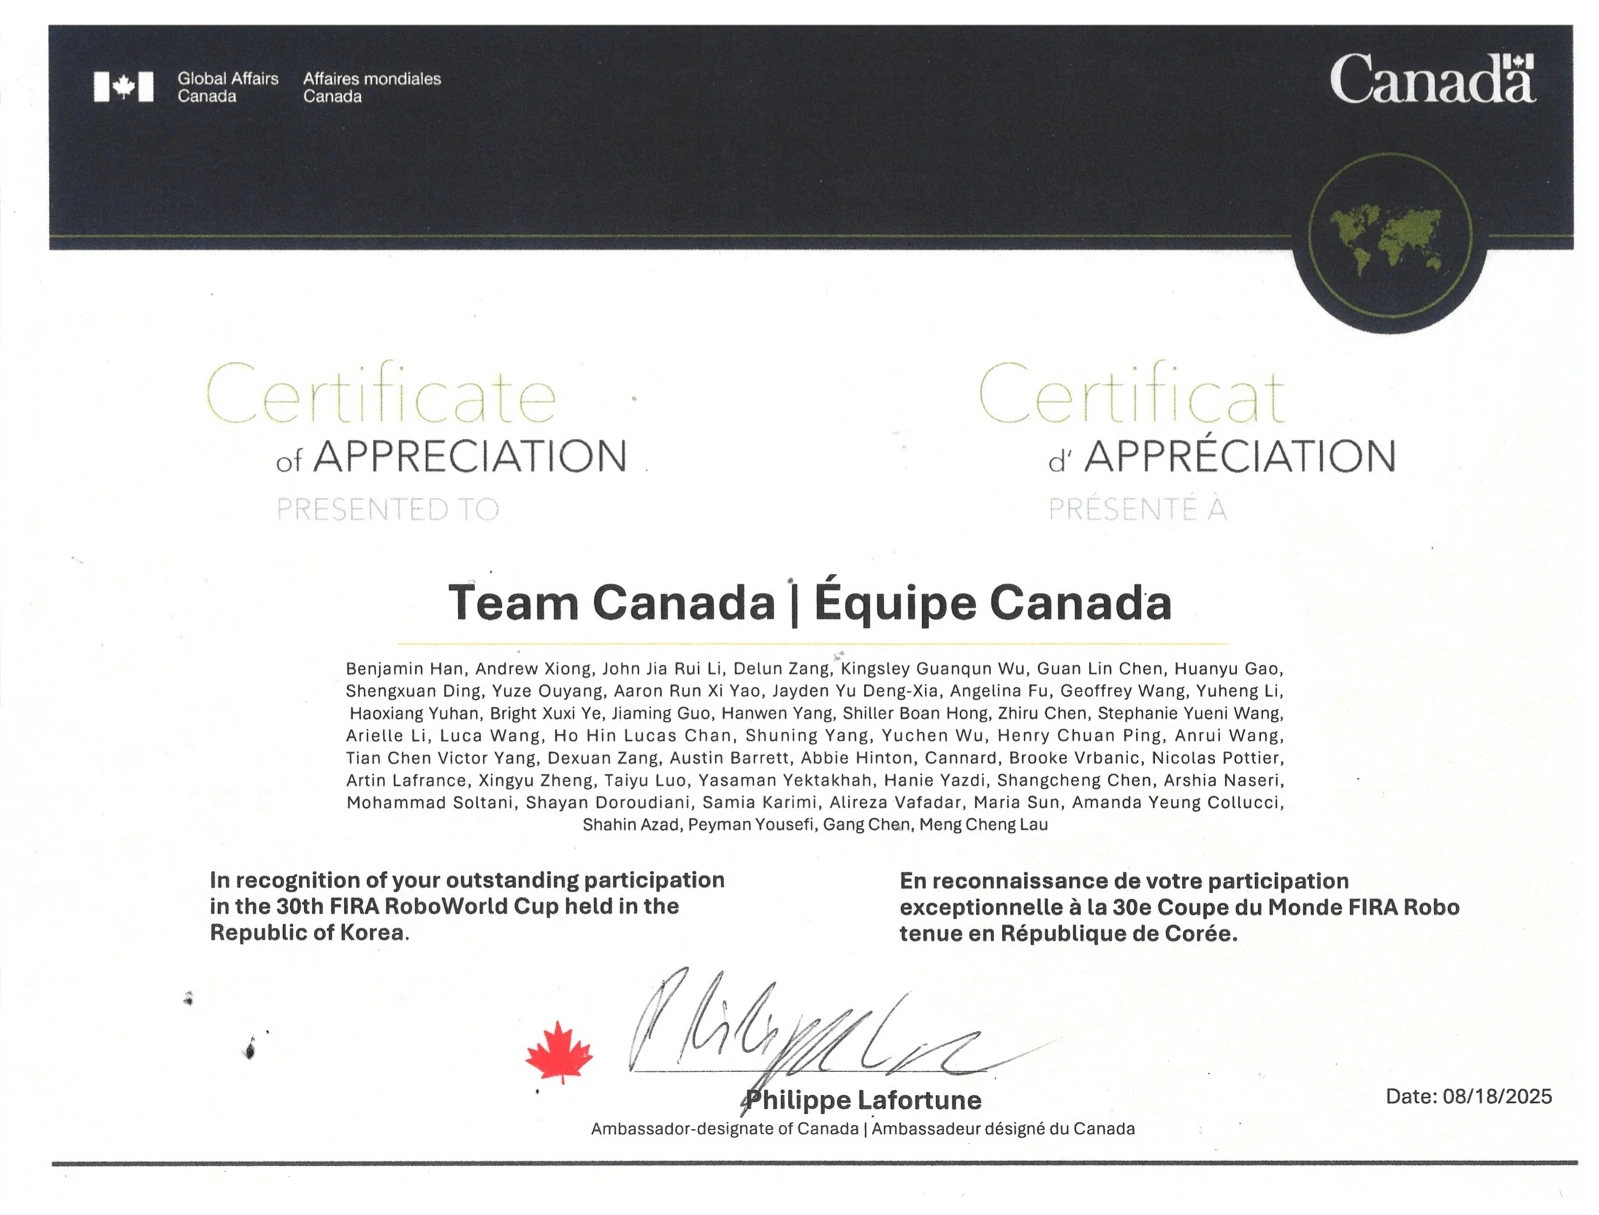 Global Affairs Canada
Affaires mondiales Canada
Canada
Certificate
of APPRECIATION
PRESENTED TO
Certificat
d' APPRÉCIATION
PRÉSENTÉ À
Team Canada | Équipe Canada
Benjamin Han, Andrew Xiong, John Jia Rui Li, Delun Zang, Kingsley Guanqun Wu, Guan Lin Chen, Huanyu Gao,
Shengxuan Ding, Yuze Ouyang, Aaron Run Xi Yao, Jayden Yu Deng-Xia, Angelina Fu, Geoffrey Wang, Yuheng Li,
Haoxiang Yuhan, Bright Xuxi Ye, Jiaming Guo, Hanwen Yang, Shiller Boan Hong, Zhiru Chen, Stephanie Yueni Wang,
Arielle Li, Luca Wang, Ho Hin Lucas Chan, Shuning Yang, Yuchen Wu, Henry Chuan Ping, Anrui Wang,
Tian Chen Victor Yang, Dexuan Zang, Austin Barrett, Abbie Hinton, Cannard, Brooke Vrbanic, Nicolas Pottier,
Artin Lafrance, Xingyu Zheng, Taiyu Luo, Yasaman Yektakhah, Hanie Yazdi, Shangcheng Chen, Arshia Naseri,
Mohammad Soltani, Shayan Doroudiani, Samia Karimi, Alireza Vafadar, Maria Sun, Amanda Yeung Collucci,
Shahin Azad, Peyman Yousefi, Gang Chen, Meng Cheng Lau
In recognition of your outstanding participation
in the 30th FIRA RoboWorld Cup held in the
Republic of Korea.
En reconnaissance de votre participation
exceptionnelle à la 30e Coupe du Monde FIRA Robo
tenue en République de Corée.
Philippe Lafortune
Ambassador-designate of Canada | Ambassadeur désigné du Canada
Date: 08/18/2025